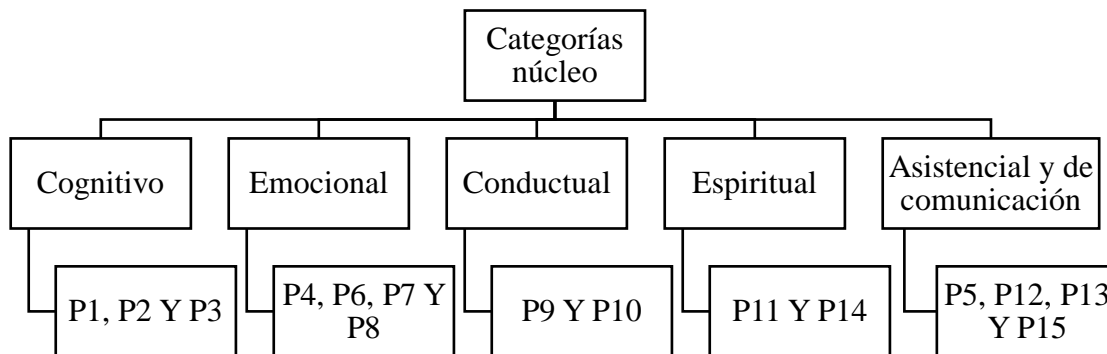 Categorías
núcleo
Cognitivo
Emocional
Conductual
Espiritual
Asistencial y de
comunicación
P1, P2 Y P3
P4, P6, P7 Y
P8
P9 Y P10
P11 Y P14
P5, P12, P13
Y P15